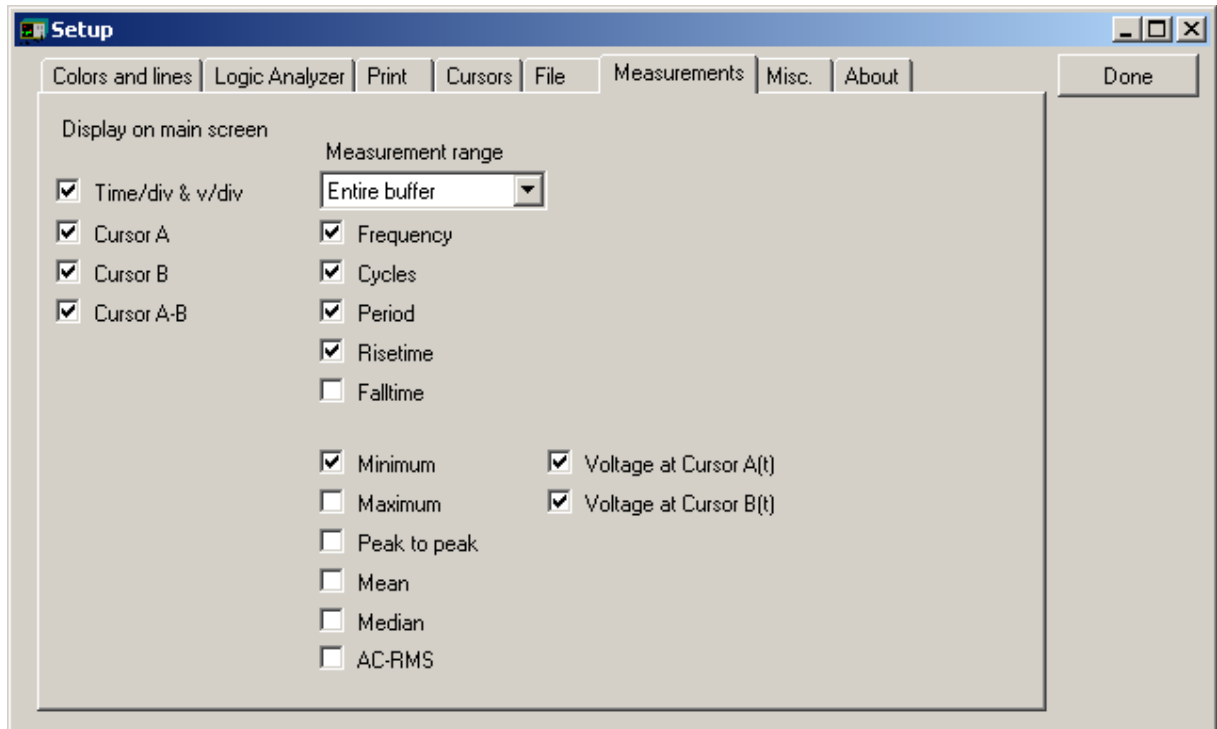 Setup
Colors and lines
Logic Analyzer
Print
Cursors
File
Measurements
Misc.
About
Done
Display on main screen
Time/div & v/div
Cursor A
Cursor B
Cursor A-B
Measurement range
Entire buffer
Frequency
Cycles
Period
Risetime
Falltime
Minimum
Maximum
Peak to peak
Mean
Median
AC-RMS
Voltage at Cursor A(t)
Voltage at Cursor B(t)